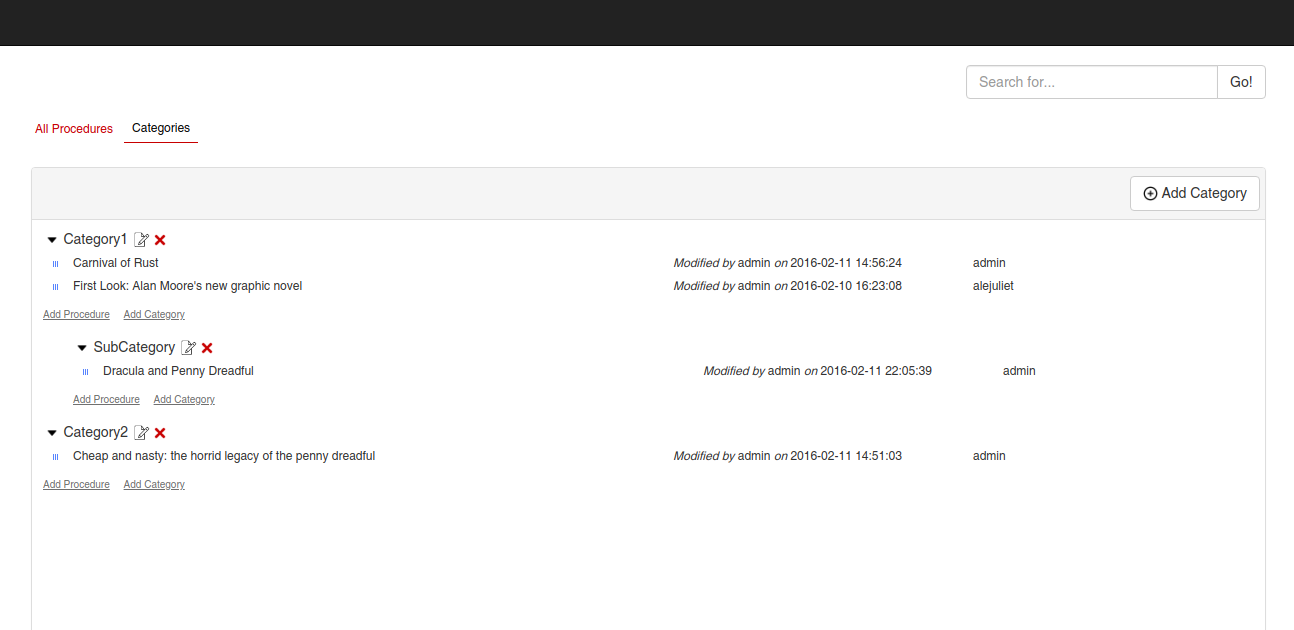 Search for... Go!
All Procedures Categories
Add Category
Category1
Carnival of Rust Modified by admin on 2016-02-11 14:56:24 admin
First Look: Alan Moore's new graphic novel Modified by admin on 2016-02-10 16:23:08 alejuliet
Add Procedure Add Category
SubCategory
Dracula and Penny Dreadful Modified by admin on 2016-02-11 22:05:39 admin
Add Procedure Add Category
Category2
Cheap and nasty: the horrid legacy of the penny dreadful Modified by admin on 2016-02-11 14:51:03 admin
Add Procedure Add Category